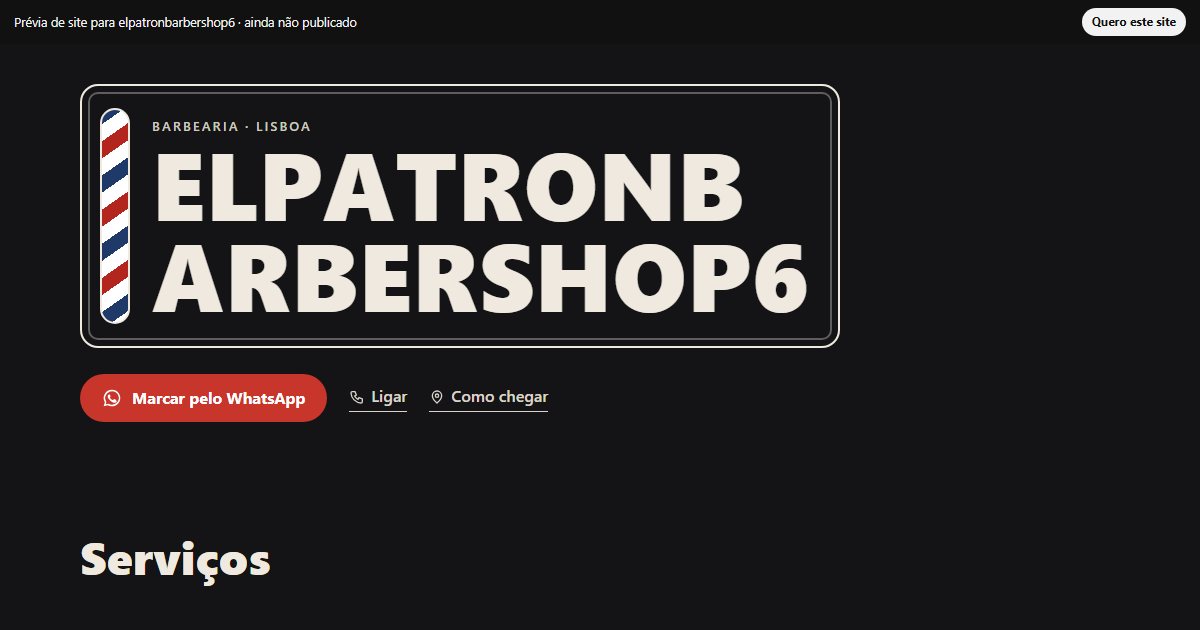 Prévia de site para elpatronbarbershop6 · ainda não publicado
Quero este site
BARBEARIA · LISBOA
ELPATRONB
ARBERSHOP6
Marcar pelo WhatsApp
Ligar
Como chegar
Serviços